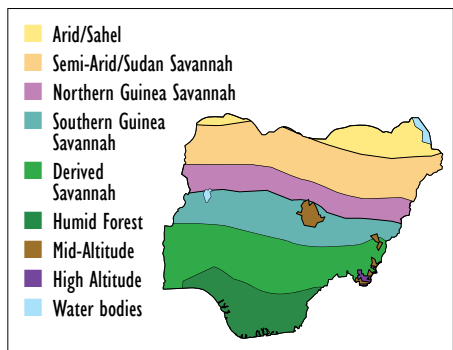 Arid/Sahel
Semi-Arid/Sudan Savannah
Northern Guinea Savannah
Southern Guinea
Savannah
Derived
Savannah
Humid Forest
Mid-Altitude
High Altitude
Water bodies